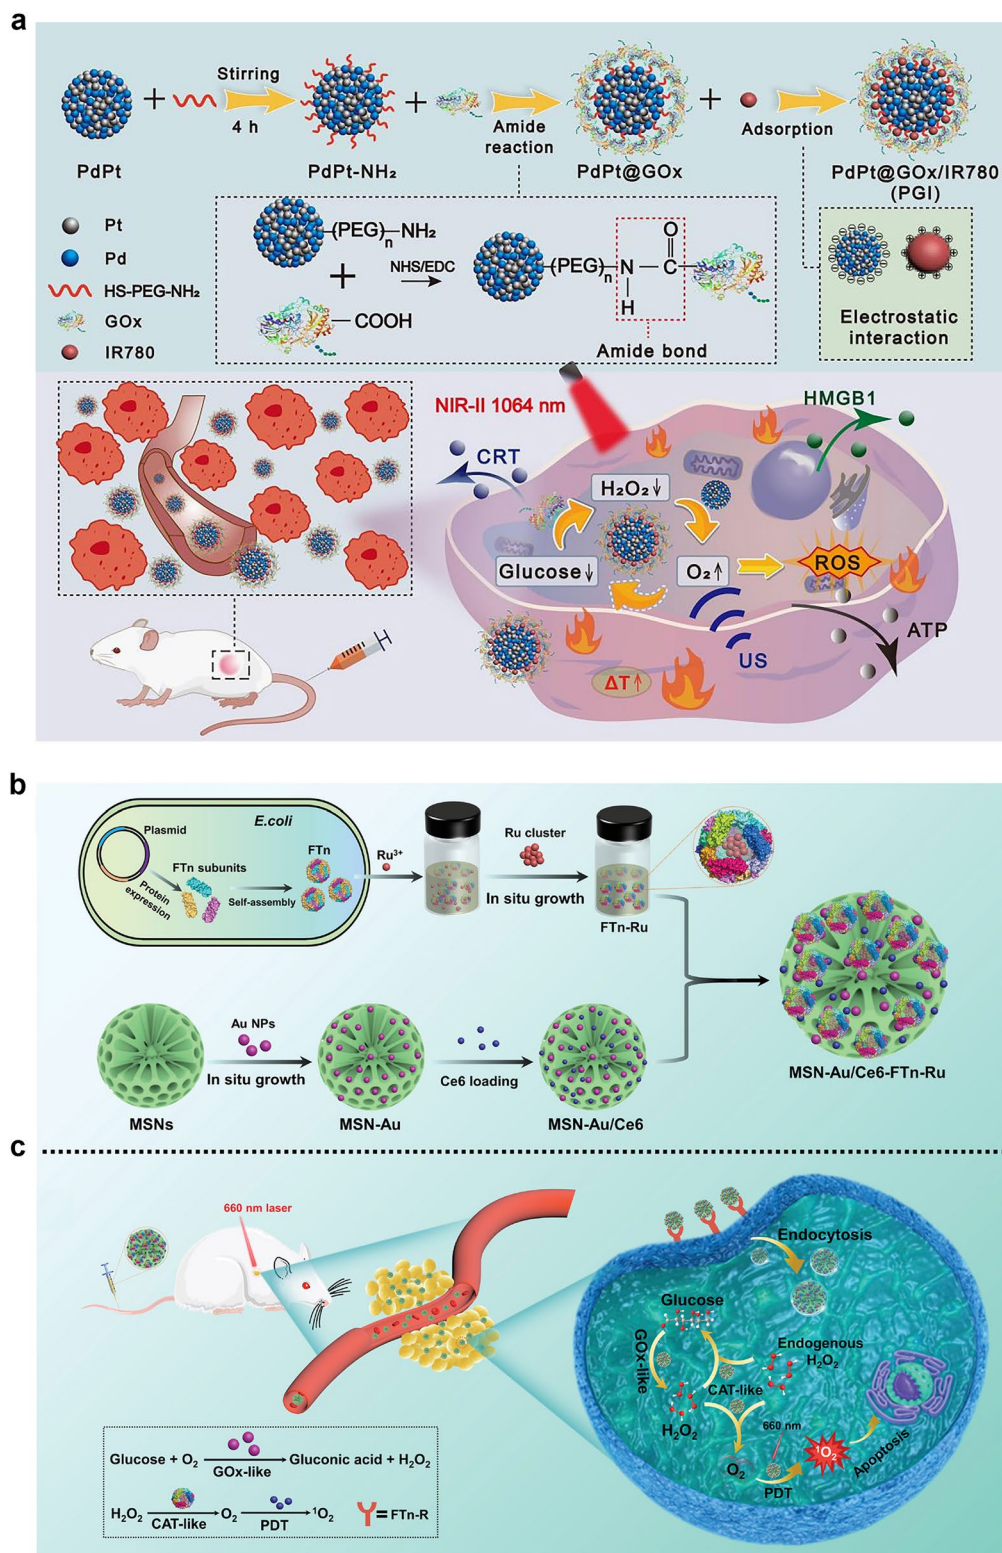 a
PdPt
+
Stirring
4 h
PdPt-NH₂
+
Amide
reaction
PdPt@GOx
+
Adsorption
PdPt@GOx/IR780
(PGI)
Pt
Pd
HS-PEG-NH₂
GOx
IR780
(PEG)n NH₂
+
COOH
NHS/EDC
(PEG)n N C
O
H
Amide bond
Electrostatic
interaction
NIR-II 1064 nm
HMGB1
CRT
H₂O₂↓
Glucose↓
O₂↑
ROS
US
ATP
ΔT↑
b
Plasmid
E.coli
Protein
expression
FTn subunits
Self-assembly
FTn
Ru³⁺
Ru cluster
In situ growth
FTn-Ru
MSNs
Au NPs
In situ growth
MSN-Au
Ce6 loading
MSN-Au/Ce6
MSN-Au/Ce6-FTn-Ru
c
660 nm laser
Endocytosis
Glucose
GOx-like
Endogenous
H₂O₂
CAT-like
H₂O₂
660 nm
O₂
PDT
¹O₂
Apoptosis
Glucose + O₂ GOx-like Gluconic acid + H₂O₂
H₂O₂ CAT-like O₂ PDT ¹O₂ = FTn-R